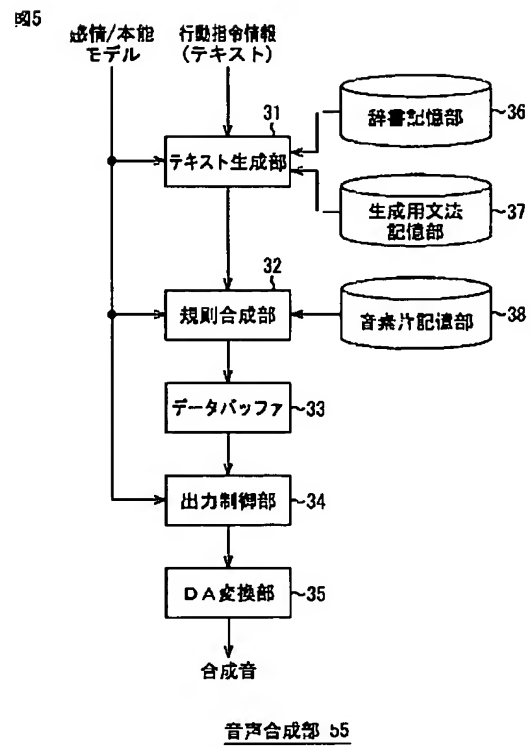 図5
感情/本能
モデル
行動指令情報
(テキスト)
31
テキスト生成部
辞書記憶部
36
生成用文法
記憶部
37
32
規則合成部
音素片記憶部
38
データバッファ
33
出力制御部
34
DA変換部
35
合成音
音声合成部 55